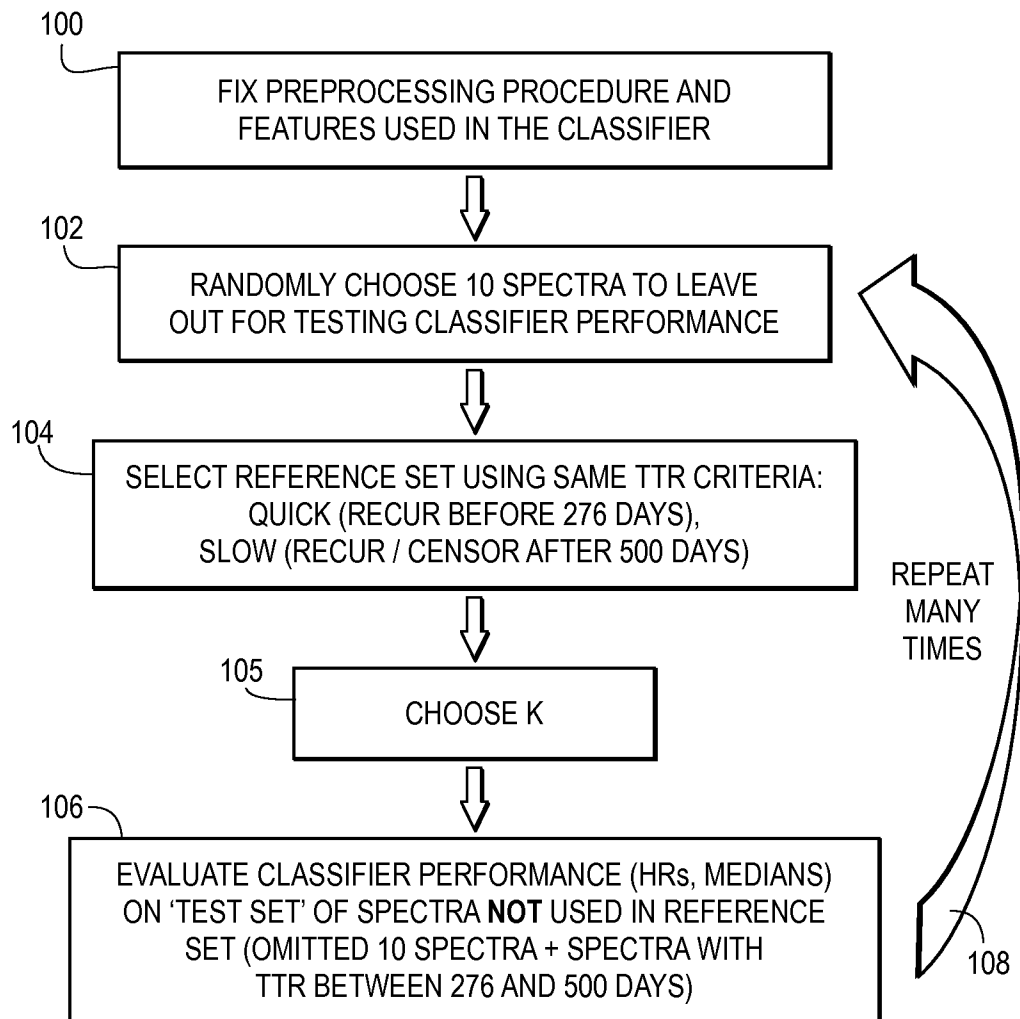 100
FIX PREPROCESSING PROCEDURE AND
FEATURES USED IN THE CLASSIFIER
102
RANDOMLY CHOOSE 10 SPECTRA TO LEAVE
OUT FOR TESTING CLASSIFIER PERFORMANCE
104
SELECT REFERENCE SET USING SAME TTR CRITERIA:
QUICK (RECUR BEFORE 276 DAYS),
SLOW (RECUR / CENSOR AFTER 500 DAYS)
REPEAT
MANY
TIMES
105
CHOOSE K
106
EVALUATE CLASSIFIER PERFORMANCE (HRs, MEDIANS)
ON ‘TEST SET’ OF SPECTRA NOT USED IN REFERENCE
SET (OMITTED 10 SPECTRA + SPECTRA WITH
TTR BETWEEN 276 AND 500 DAYS)
108